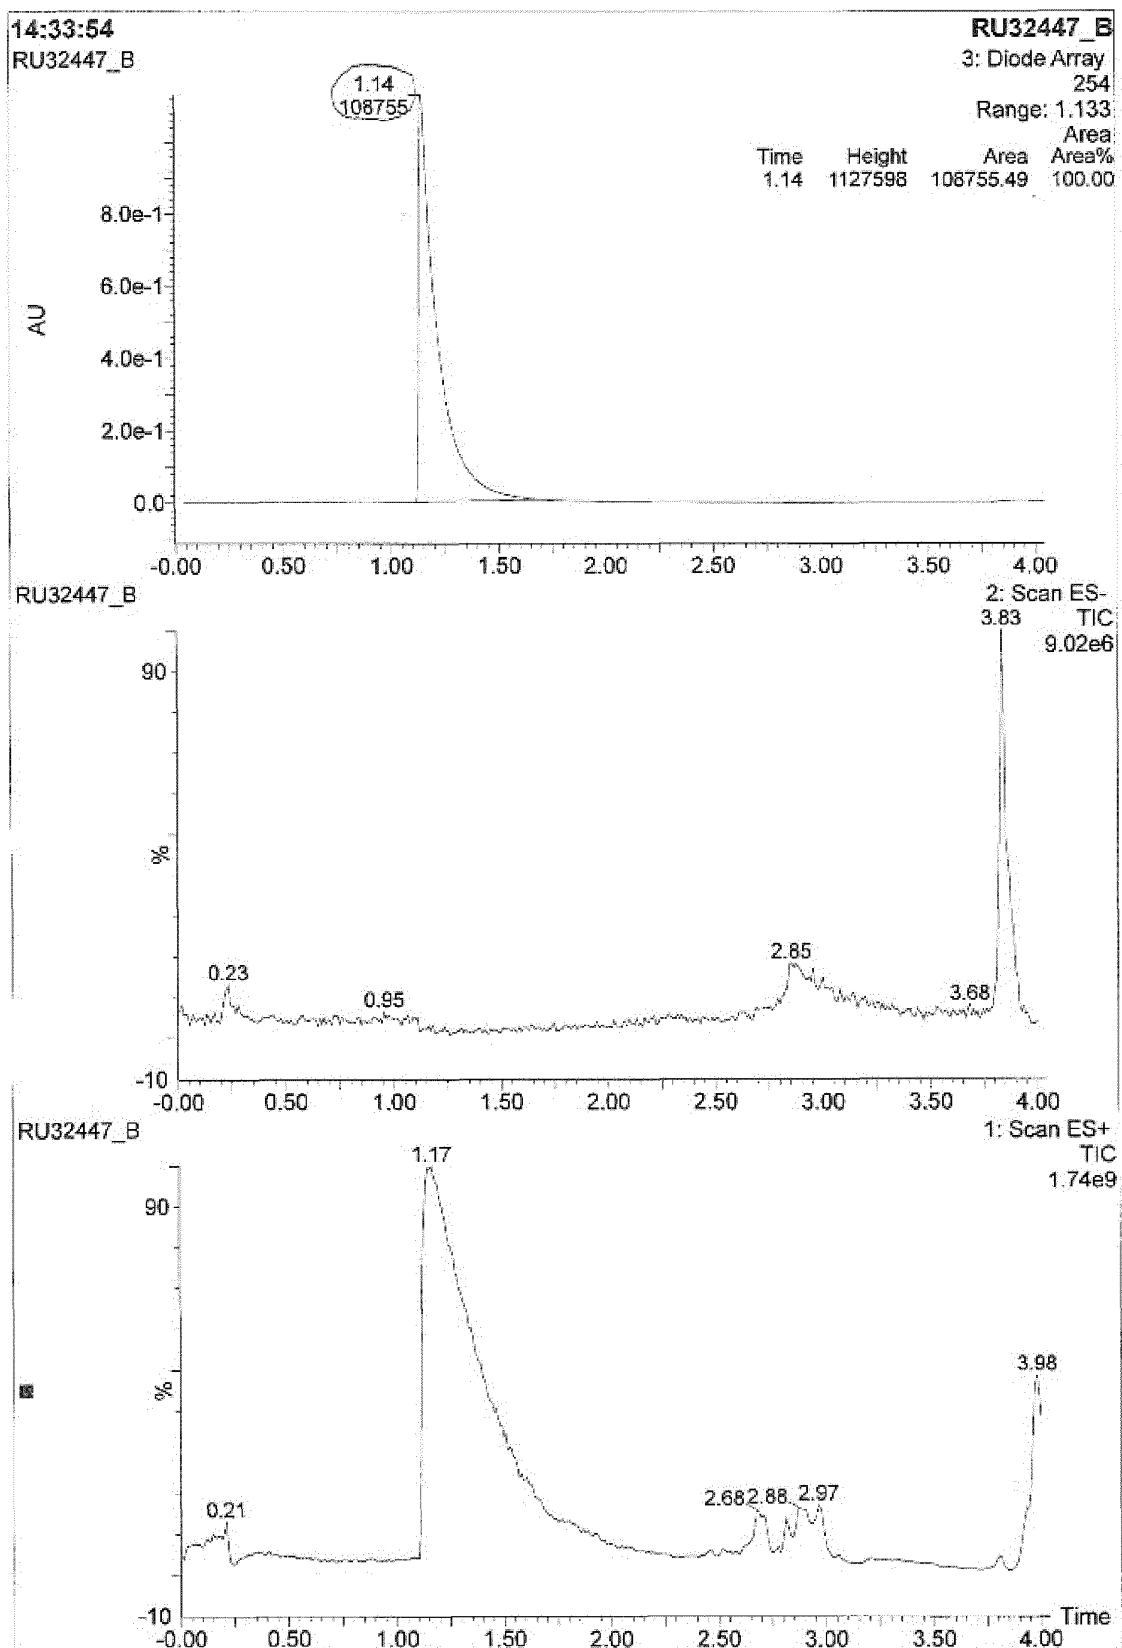 14:33:54
RU32447_B
RU32447_B
3: Diode Array
254
Range: 1.133
Area
Time Height Area Area%
1.14 1127598 108755.49 100.00
1.14
108755
8.0e-1
6.0e-1
4.0e-1
2.0e-1
0.0
AU
-0.00 0.50 1.00 1.50 2.00 2.50 3.00 3.50 4.00
RU32447_B
2: Scan ES-
TIC
9.02e6
3.83
90
%
0.23
0.95
2.85
3.68
-10
-0.00 0.50 1.00 1.50 2.00 2.50 3.00 3.50 4.00
RU32447_B
1: Scan ES+
TIC
1.74e9
1.17
90
%
3.98
0.21
2.68 2.88 2.97
-10
Time
-0.00 0.50 1.00 1.50 2.00 2.50 3.00 3.50 4.00